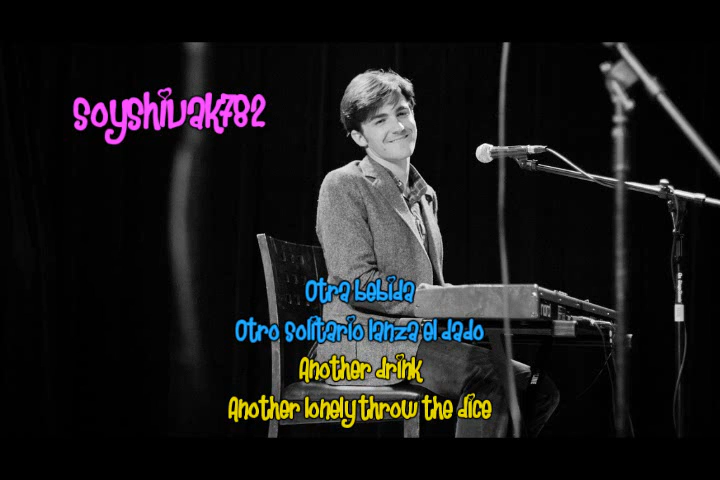 Soyshivak782
Otra bebida
Otro solitario lanza el dado
Another drink
Another lonely throw the dice